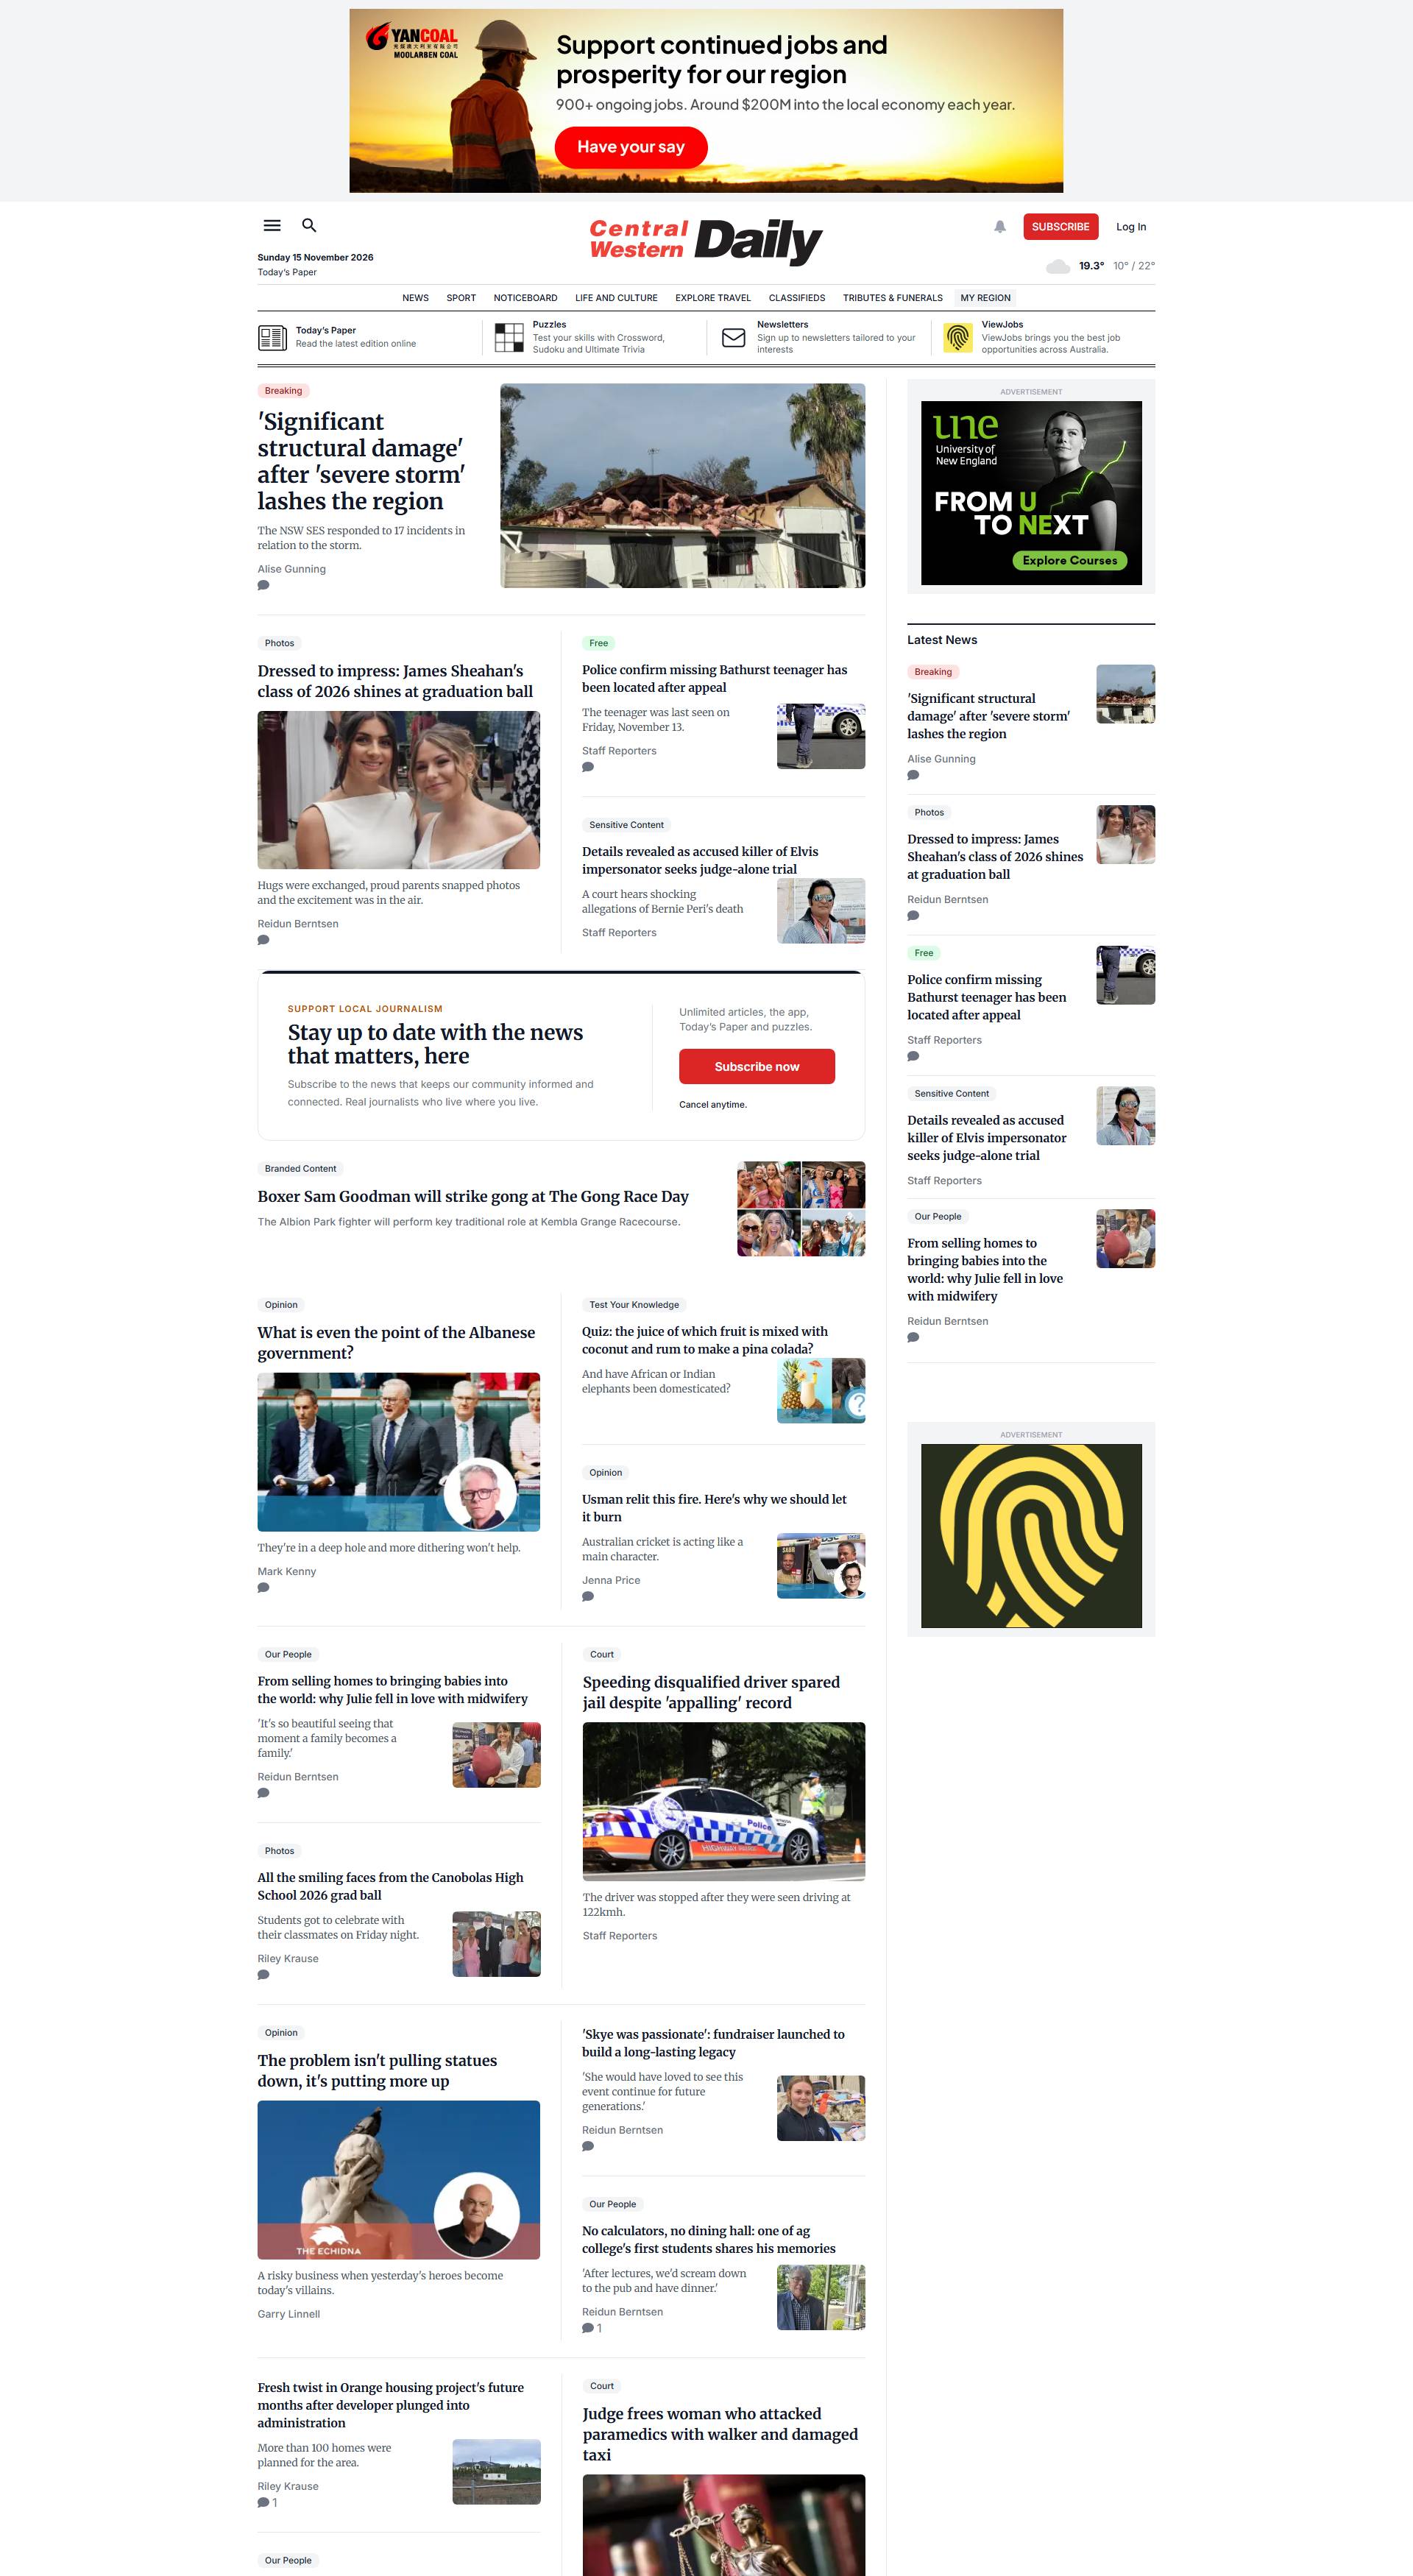 YANCOAL
MOOLARBEN COAL
Support continued jobs and
prosperity for our region
900+ ongoing jobs. Around $200M into the local economy each year.
Have your say
Central
Western Daily
SUBSCRIBE
Log In
Sunday 15 November 2026
Today's Paper
19.3° 10° / 22°
NEWS SPORT NOTICEBOARD LIFE AND CULTURE EXPLORE TRAVEL CLASSIFIEDS TRIBUTES & FUNERALS MY REGION
Today's Paper
Read the latest edition online
Puzzles
Test your skills with Crossword,
Sudoku and Ultimate Trivia
Newsletters
Sign up to newsletters tailored to your
interests
ViewJobs
ViewJobs brings you the best job
opportunities across Australia.
Breaking
'Significant
structural damage'
after 'severe storm'
lashes the region
The NSW SES responded to 17 incidents in
relation to the storm.
Alise Gunning
Photos
Dressed to impress: James Sheahan's
class of 2026 shines at graduation ball
Hugs were exchanged, proud parents snapped photos
and the excitement was in the air.
Reidun Berntsen
Free
Police confirm missing Bathurst teenager has
been located after appeal
The teenager was last seen on
Friday, November 13.
Staff Reporters
Sensitive Content
Details revealed as accused killer of Elvis
impersonator seeks judge-alone trial
A court hears shocking
allegations of Bernie Peri's death
Staff Reporters
SUPPORT LOCAL JOURNALISM
Stay up to date with the news
that matters, here
Subscribe to the news that keeps our community informed and
connected. Real journalists who live where you live.
Unlimited articles, the app,
Today's Paper and puzzles.
Subscribe now
Cancel anytime.
Branded Content
Boxer Sam Goodman will strike gong at The Gong Race Day
The Albion Park fighter will perform key traditional role at Kembla Grange Racecourse.
Opinion
What is even the point of the Albanese
government?
They're in a deep hole and more dithering won't help.
Mark Kenny
Test Your Knowledge
Quiz: the juice of which fruit is mixed with
coconut and rum to make a pina colada?
And have African or Indian
elephants been domesticated?
Opinion
Usman relit this fire. Here's why we should let
it burn
Australian cricket is acting like a
main character.
Jenna Price
Our People
From selling homes to bringing babies into
the world: why Julie fell in love with midwifery
'It's so beautiful seeing that
moment a family becomes a
family.'
Reidun Berntsen
Photos
All the smiling faces from the Canobolas High
School 2026 grad ball
Students got to celebrate with
their classmates on Friday night.
Riley Krause
Court
Speeding disqualified driver spared
jail despite 'appalling' record
Police
HIGHWAY PATROL
The driver was stopped after they were seen driving at
122kmh.
Staff Reporters
Opinion
The problem isn't pulling statues
down, it's putting more up
THE ECHIDNA
A risky business when yesterday's heroes become
today's villains.
Garry Linnell
'Skye was passionate': fundraiser launched to
build a long-lasting legacy
'She would have loved to see this
event continue for future
generations.'
Reidun Berntsen
Our People
No calculators, no dining hall: one of ag
college's first students shares his memories
'After lectures, we'd scream down
to the pub and have dinner.'
Reidun Berntsen
1
Fresh twist in Orange housing project's future
months after developer plunged into
administration
More than 100 homes were
planned for the area.
Riley Krause
1
Our People
Court
Judge frees woman who attacked
paramedics with walker and damaged
taxi
ADVERTISEMENT
une
University of
New England
FROM U
TO NEXT
Explore Courses
Latest News
Breaking
'Significant structural
damage' after 'severe storm'
lashes the region
Alise Gunning
Photos
Dressed to impress: James
Sheahan's class of 2026 shines
at graduation ball
Reidun Berntsen
Free
Police confirm missing
Bathurst teenager has been
located after appeal
Staff Reporters
Sensitive Content
Details revealed as accused
killer of Elvis impersonator
seeks judge-alone trial
Staff Reporters
Our People
From selling homes to
bringing babies into the
world: why Julie fell in love
with midwifery
Reidun Berntsen
ADVERTISEMENT